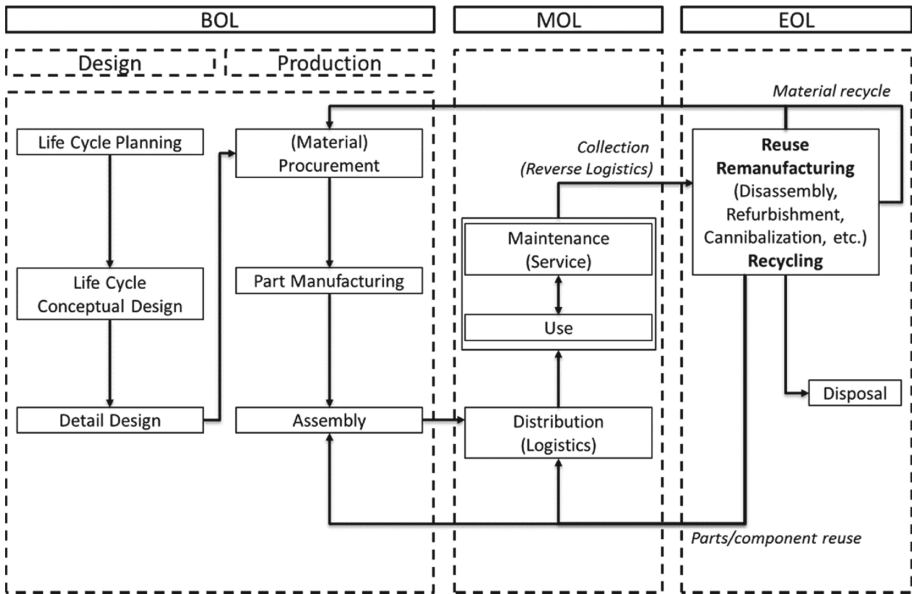 BOL
MOL
EOL
Design
Production
Material recycle
Life Cycle Planning
(Material)
Procurement
Collection
(Reverse Logistics)
Reuse
Remanufacturing
(Disassembly,
Refurbishment,
Cannibalization, etc.)
Recycling
Maintenance
(Service)
Life Cycle
Conceptual Design
Part Manufacturing
Use
Disposal
Detail Design
Assembly
Distribution
(Logistics)
Parts/component reuse